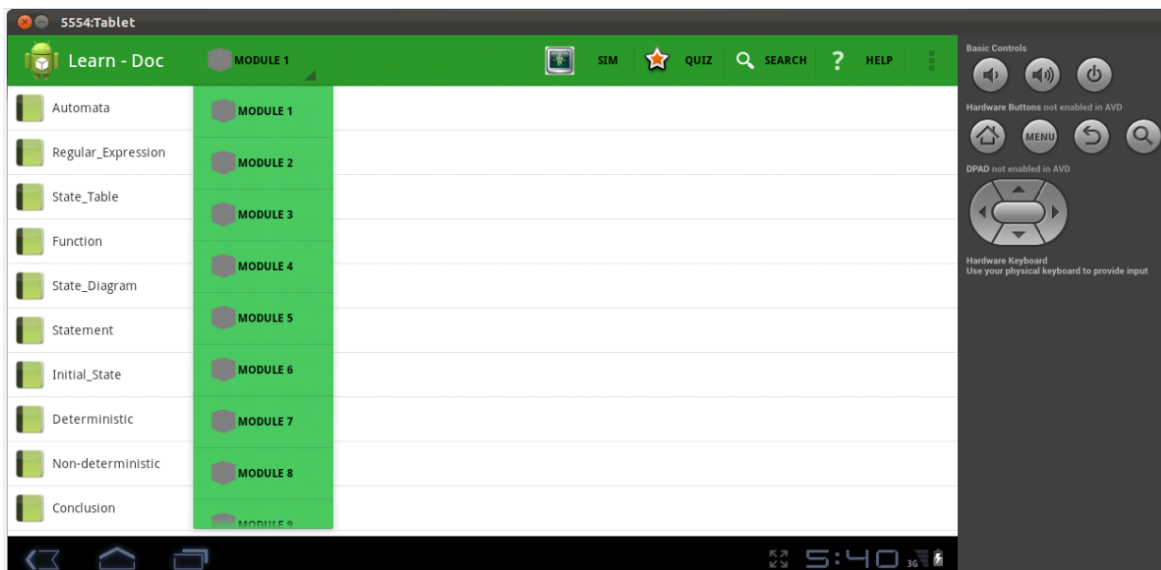 5554:Tablet
Learn - Doc
MODULE 1
SIM
QUIZ
SEARCH
?
HELP
Automata
Regular_Expression
State_Table
Function
State_Diagram
Statement
Initial_State
Deterministic
Non-deterministic
Conclusion
MODULE 1
MODULE 2
MODULE 3
MODULE 4
MODULE 5
MODULE 6
MODULE 7
MODULE 8
MODULE 9
5:40
3G
Basic Controls
Hardware Buttons not enabled in AVD
MENU
DPAD not enabled in AVD
Hardware Keyboard
Use your physical keyboard to provide input